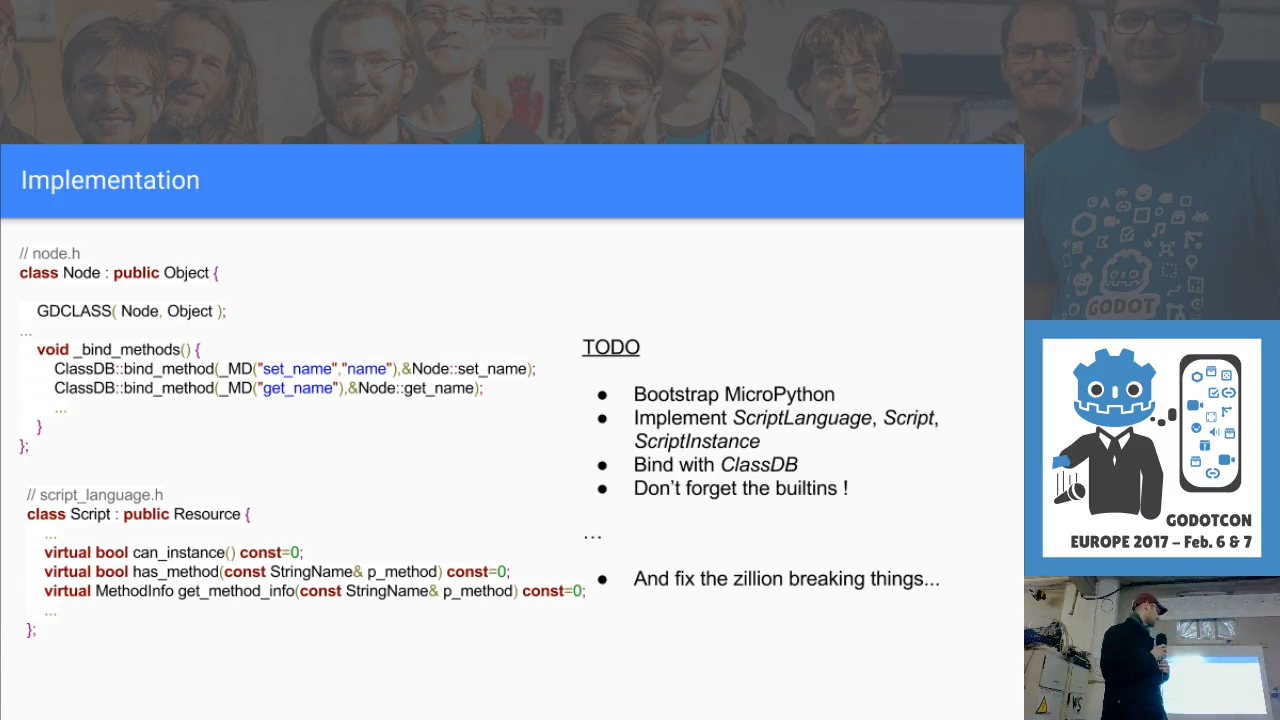 Implementation
// node.h
class Node : public Object {
GDCLASS( Node, Object );
...
void _bind_methods() {
ClassDB::bind_method(_MD("set_name","name"),&Node::set_name);
ClassDB::bind_method(_MD("get_name"),&Node::get_name);
...
}
};
// script_language.h
class Script : public Resource {
...
virtual bool can_instance() const=0;
virtual bool has_method(const StringName& p_method) const=0;
virtual MethodInfo get_method_info(const StringName& p_method) const=0;
...
};
TODO
● Bootstrap MicroPython
● Implement ScriptLanguage, Script,
ScriptInstance
● Bind with ClassDB
● Don't forget the builtins !
...
● And fix the zillion breaking things...
GODOT
GODOTCON
EUROPE 2017 – Feb. 6 & 7